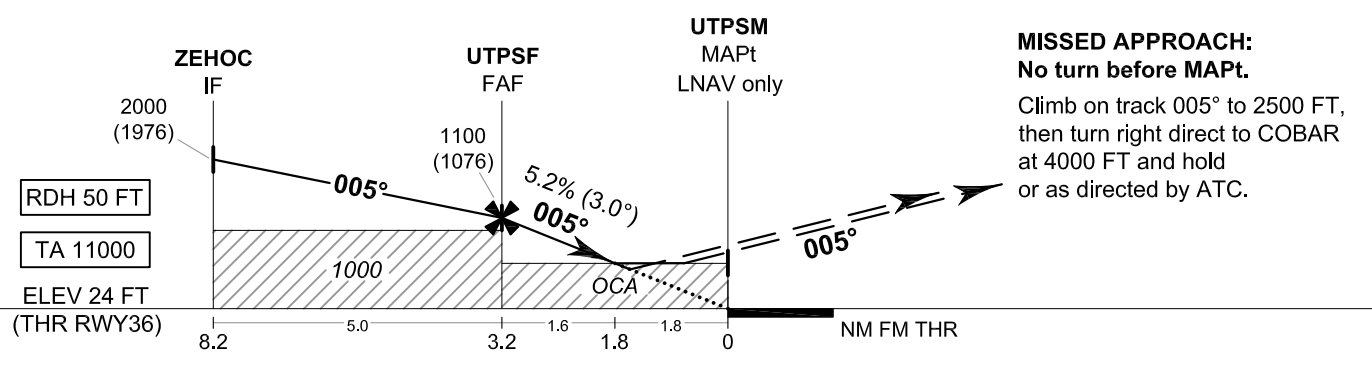 ZEHOC
IF
2000
(1976)
UTPSF
FAF
1100
(1076)
UTPSM
MAPt
LNAV only
MISSED APPROACH:
No turn before MAPt.
Climb on track 005° to 2500 FT,
then turn right direct to COBAR
at 4000 FT and hold
or as directed by ATC.
005°
5.2% (3.0°)
005°
005°
RDH 50 FT
TA 11000
ELEV 24 FT
(THR RWY36)
1000
OCA
5.0
1.6
1.8
8.2
3.2
1.8
0
NM FM THR